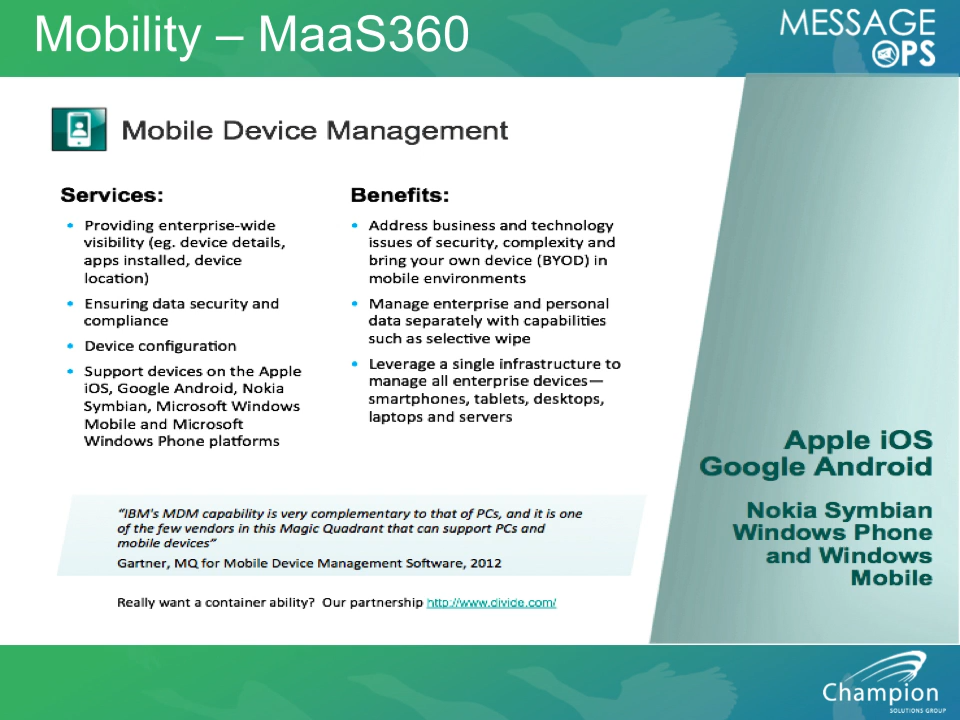 Mobility – MaaS360
MESSAGE
OPS
Mobile Device Management
Services:
• Providing enterprise-wide
visibility (eg. device details,
apps installed, device
location)
• Ensuring data security and
compliance
• Device configuration
• Support devices on the Apple
iOS, Google Android, Nokia
Symbian, Microsoft Windows
Mobile and Microsoft
Windows Phone platforms
Benefits:
• Address business and technology
issues of security, complexity and
bring your own device (BYOD) in
mobile environments
• Manage enterprise and personal
data separately with capabilities
such as selective wipe
• Leverage a single infrastructure to
manage all enterprise devices—
smartphones, tablets, desktops,
laptops and servers
Apple iOS
Google Android
Nokia Symbian
Windows Phone
and Windows
Mobile
“IBM's MDM capability is very complementary to that of PCs, and it is one
of the few vendors in this Magic Quadrant that can support PCs and
mobile devices”
Gartner, MQ for Mobile Device Management Software, 2012
Really want a container ability? Our partnership http://www.divide.com/
Champion
SOLUTIONS GROUP